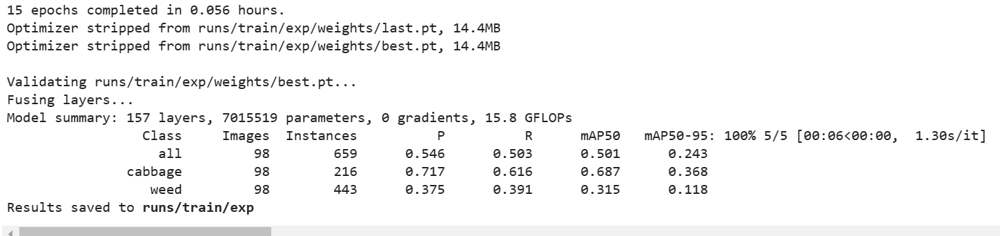 15 epochs completed in 0.056 hours.
Optimizer stripped from runs/train/exp/weights/last.pt, 14.4MB
Optimizer stripped from runs/train/exp/weights/best.pt, 14.4MB
Validating runs/train/exp/weights/best.pt...
Fusing layers...
Model summary: 157 layers, 7015519 parameters, 0 gradients, 15.8 GFLOPs
Class Images Instances P R mAP50 mAP50-95: 100% 5/5 [00:06<00:00, 1.30s/it]
all 98 659 0.546 0.503 0.501 0.243
cabbage 98 216 0.717 0.616 0.687 0.368
weed 98 443 0.375 0.391 0.315 0.118
Results saved to runs/train/exp